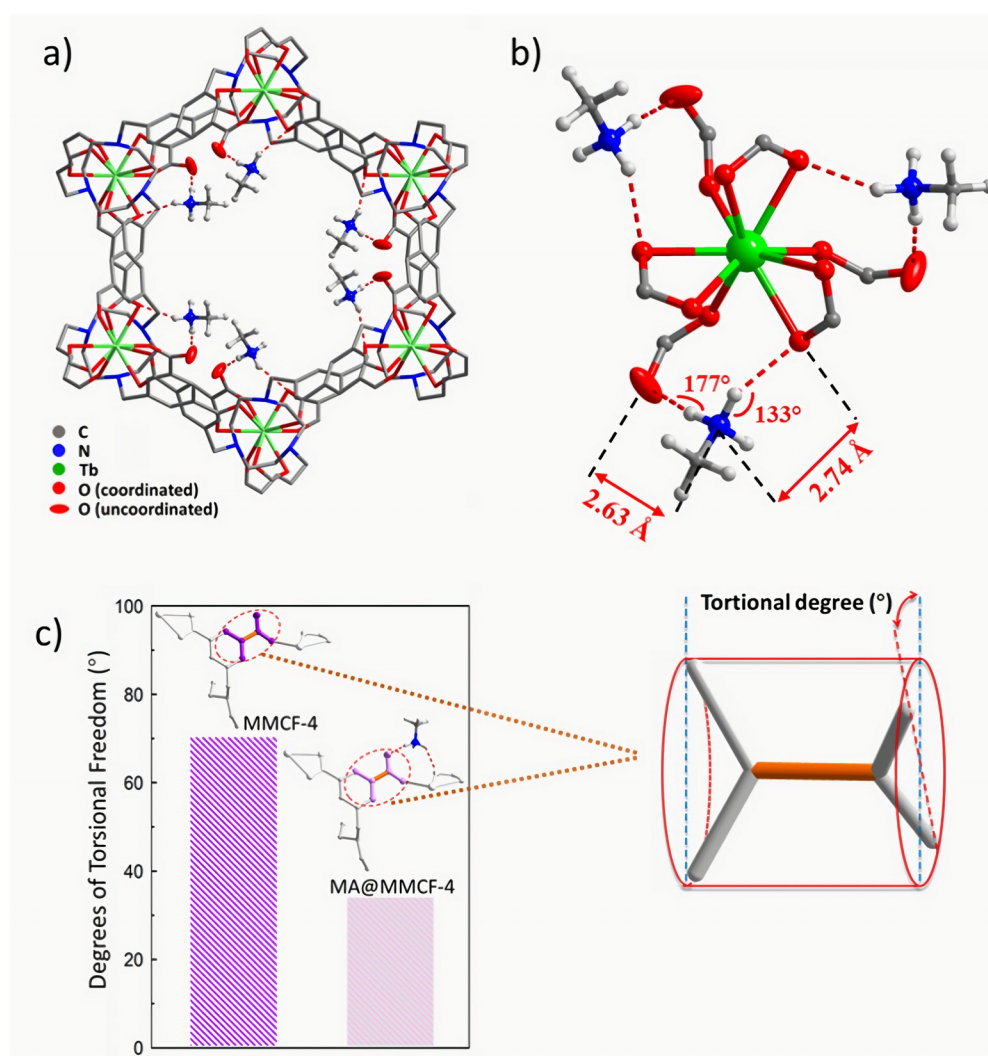 a)
C
N
Tb
O (coordinated)
O (uncoordinated)
b)
177°
133°
2.63 Å
2.74 Å
c)
Degrees of Torsional Freedom (°)
100
80
60
40
20
0
MMCF-4
MA@MMCF-4
Tortional degree (°)